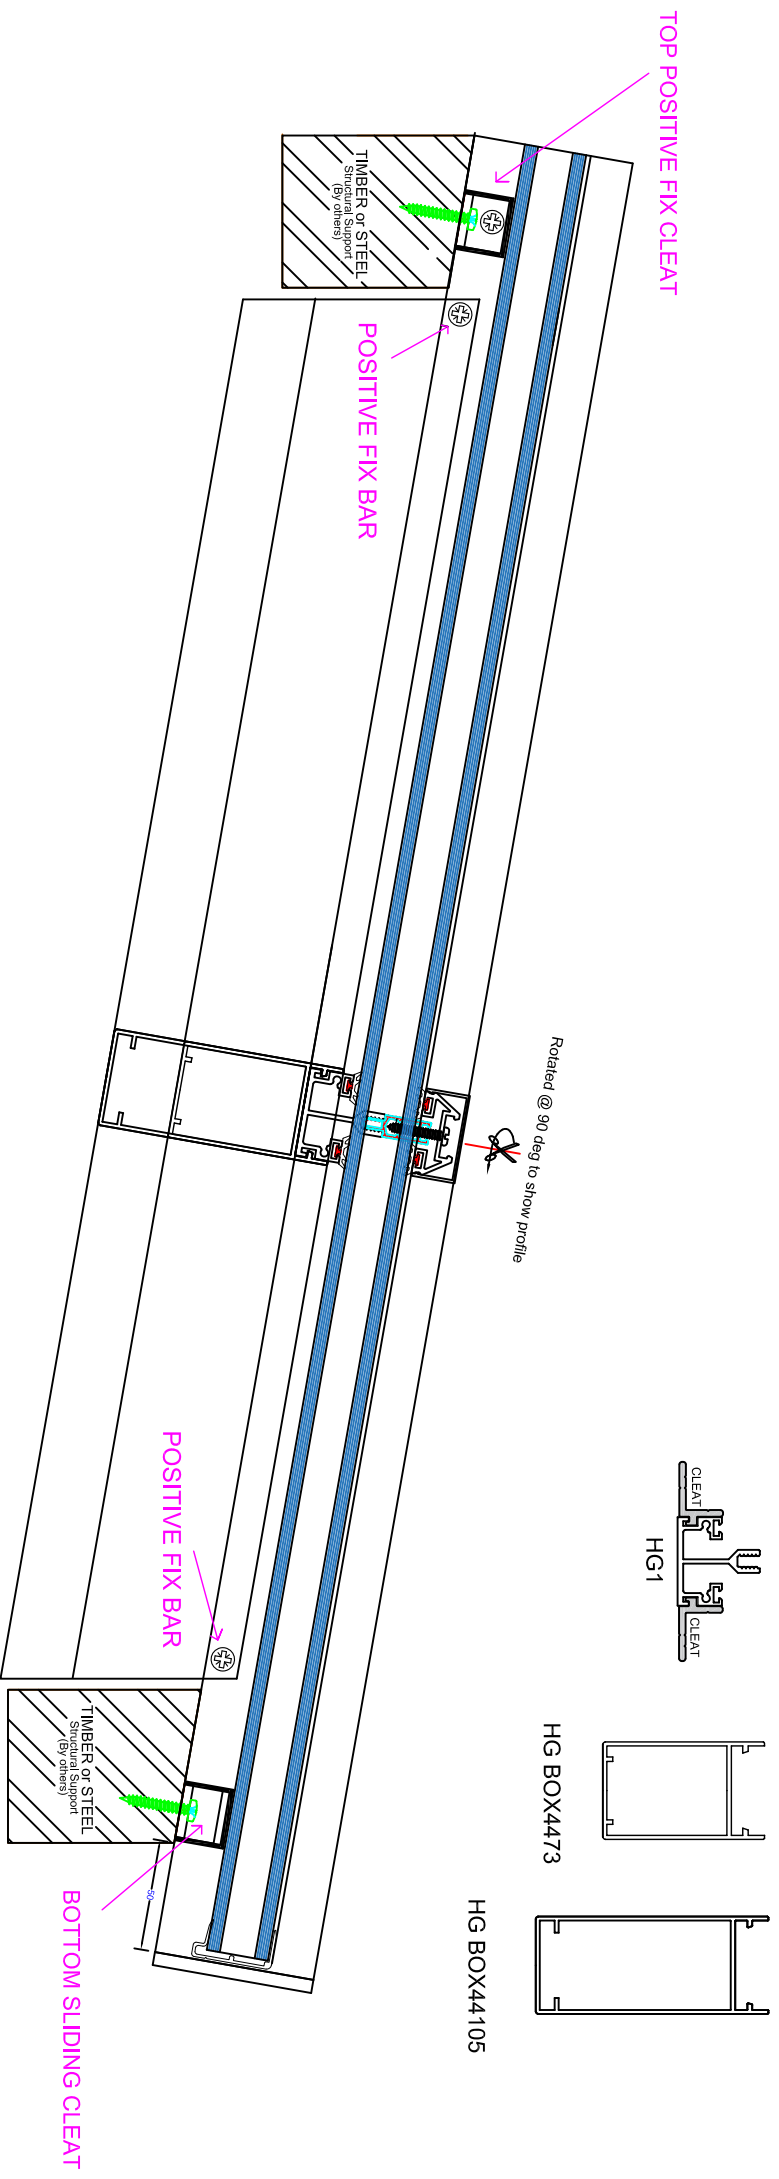 TOP POSITIVE FIX CLEAT
TIMBER or STEEL
Structural Support
(By others)
POSITIVE FIX BAR
Rotated @ 90 deg to show profile
CLEAT
CLEAT
HG1
HG BOX4473
HG BOX44105
POSITIVE FIX BAR
TIMBER or STEEL
Structural Support
(By others)
50
BOTTOM SLIDING CLEAT